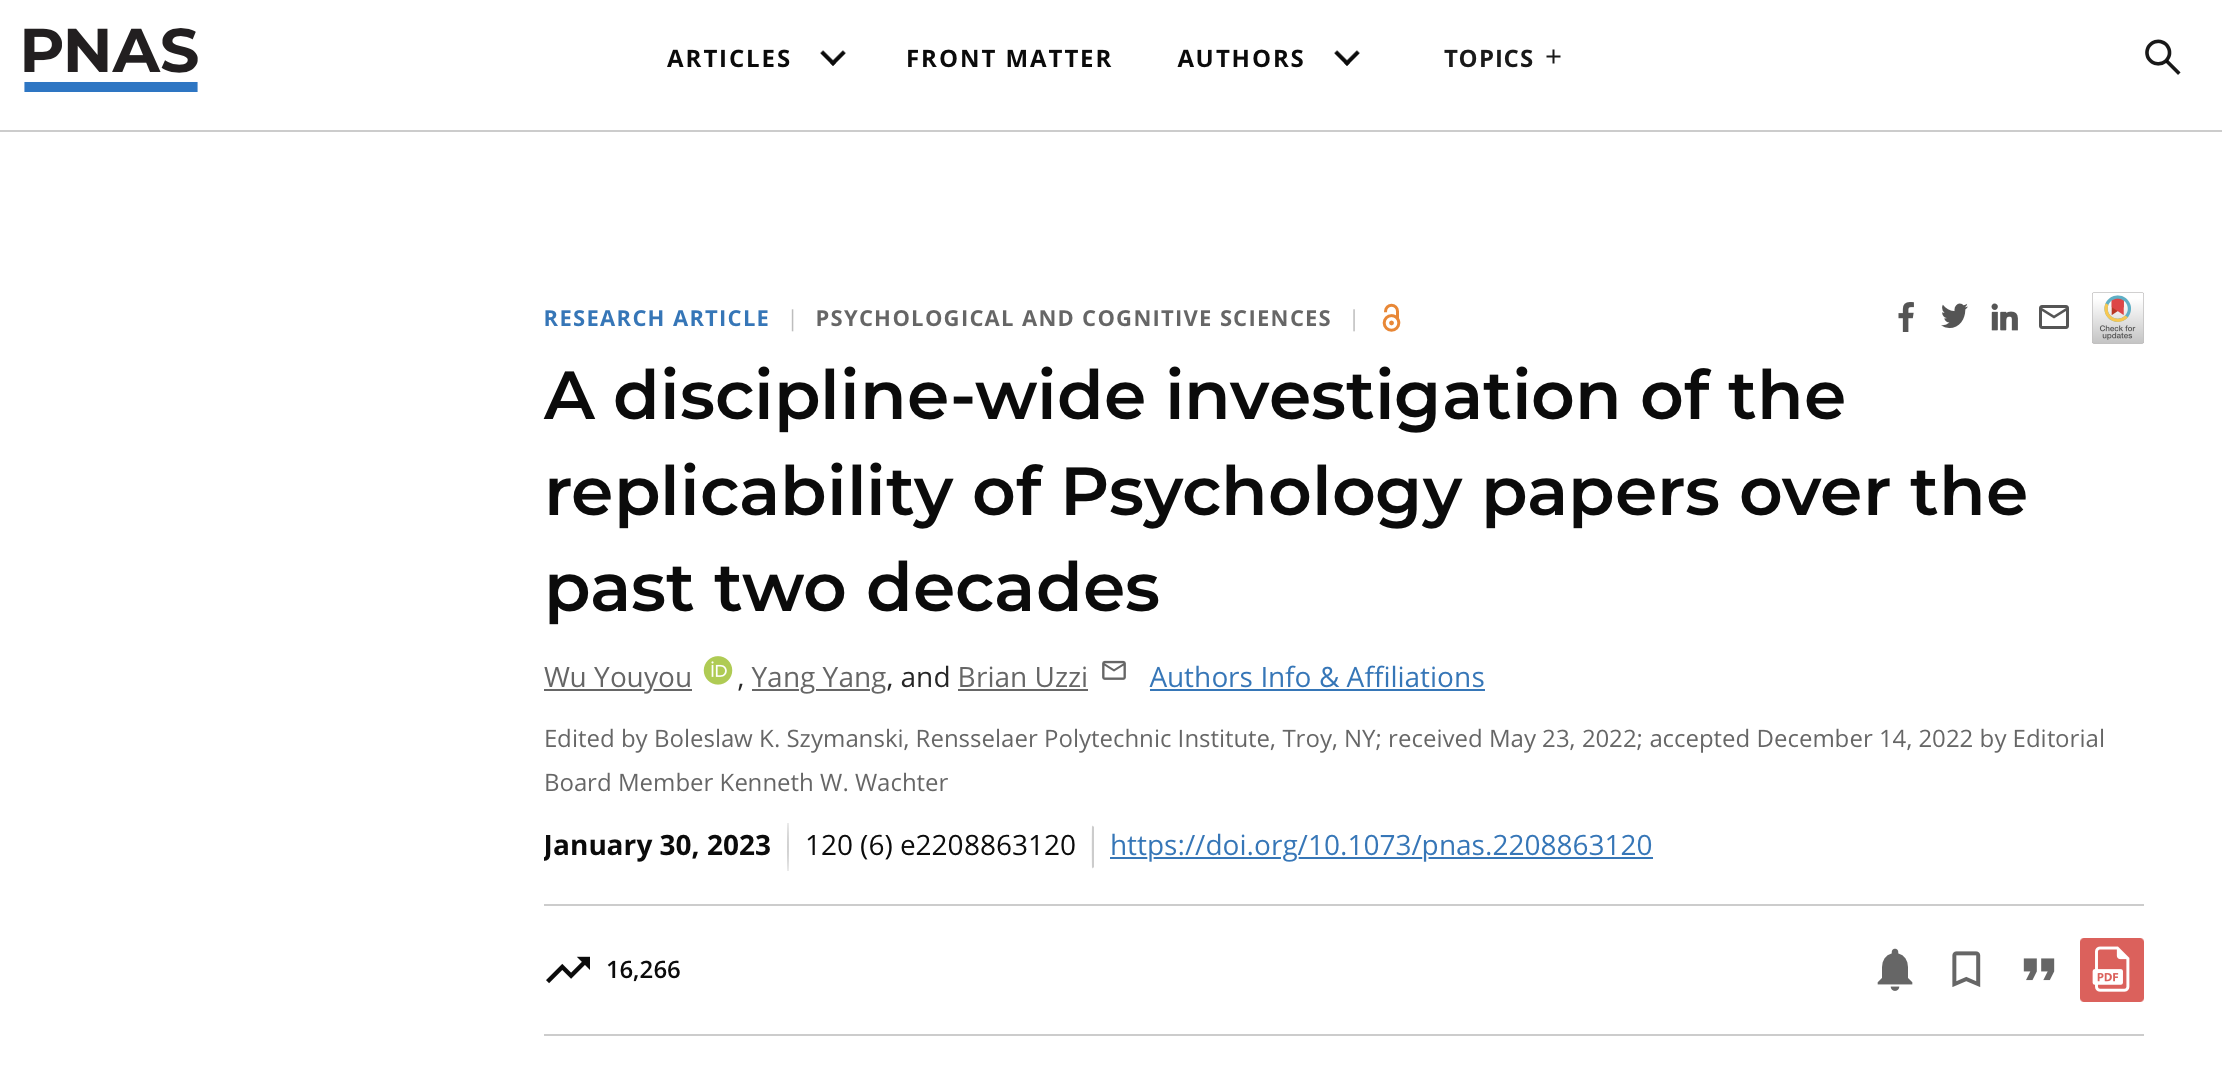 PNAS
ARTICLES
FRONT MATTER
AUTHORS
TOPICS +
RESEARCH ARTICLE | PSYCHOLOGICAL AND COGNITIVE SCIENCES |
Check for
updates
A discipline-wide investigation of the
replicability of Psychology papers over the
past two decades
Wu Youyou iD, Yang Yang, and Brian Uzzi Authors Info & Affiliations
Edited by Boleslaw K. Szymanski, Rensselaer Polytechnic Institute, Troy, NY; received May 23, 2022; accepted December 14, 2022 by Editorial
Board Member Kenneth W. Wachter
January 30, 2023 | 120 (6) e2208863120 | https://doi.org/10.1073/pnas.2208863120
16,266
PDF